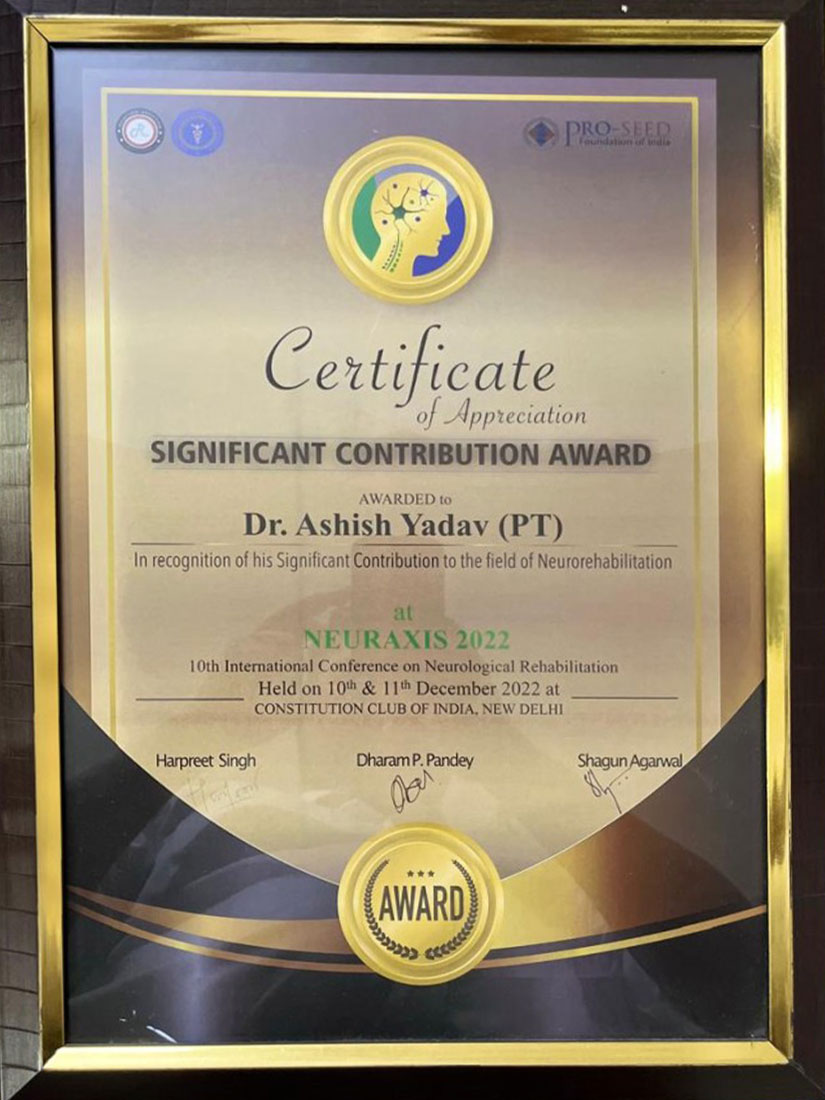 PRO-SEED
Foundation of India
Certificate
of Appreciation
SIGNIFICANT CONTRIBUTION AWARD
AWARDED to
Dr. Ashish Yadav (PT)
In recognition of his Significant Contribution to the field of Neurorehabilitation
at
NEURAXIS 2022
10th International Conference on Neurological Rehabilitation
Held on 10th & 11th December 2022 at
CONSTITUTION CLUB OF INDIA, NEW DELHI
Harpreet Singh Dharam P. Pandey Shagun Agarwal
AWARD